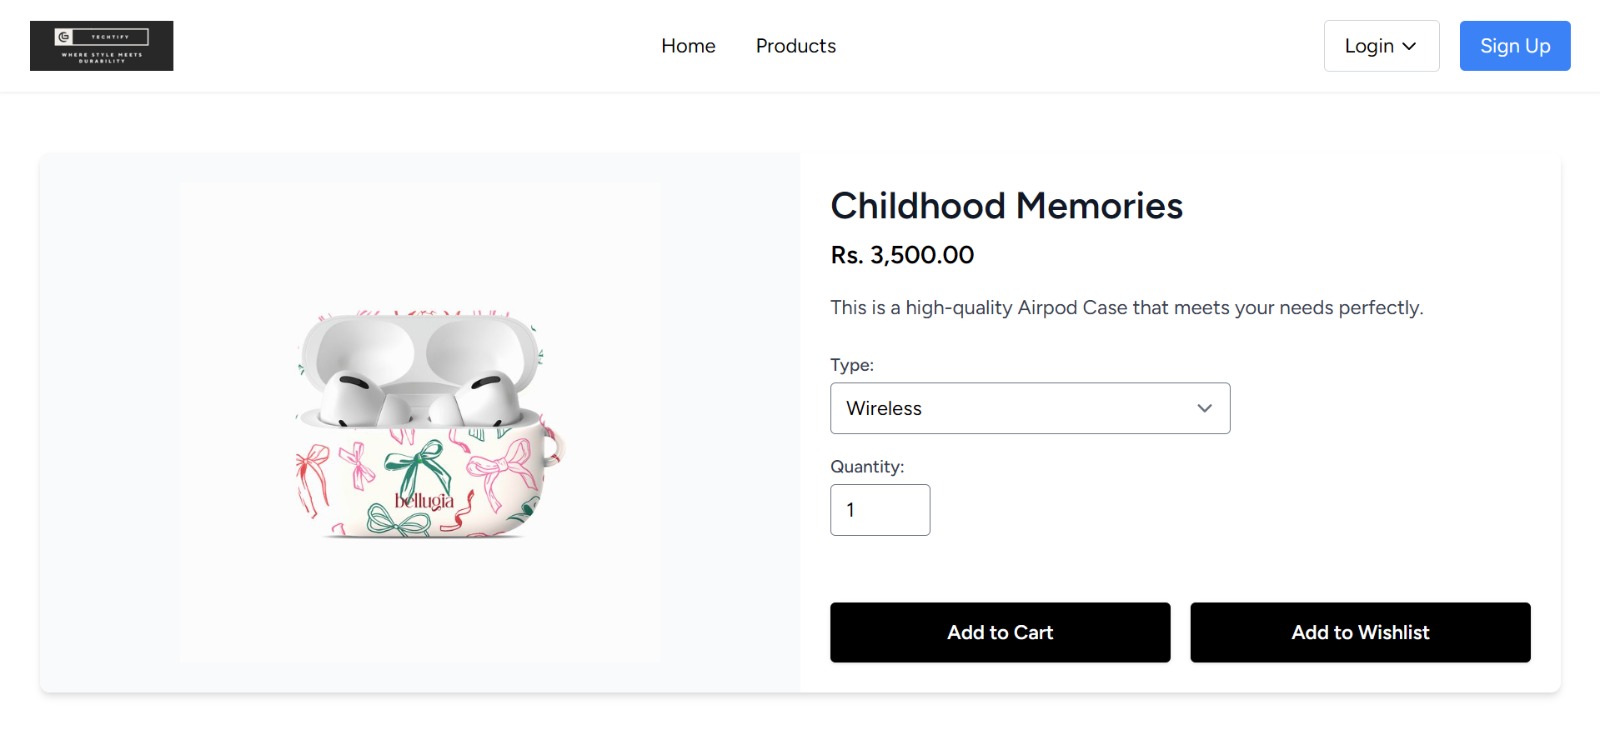 TECHTIFY
WHERE STYLE MEETS
DURABILITY
Home
Products
Login
Sign Up
bellugia
Childhood Memories
Rs. 3,500.00
This is a high-quality Airpod Case that meets your needs perfectly.
Type:
Wireless
Quantity:
1
Add to Cart
Add to Wishlist